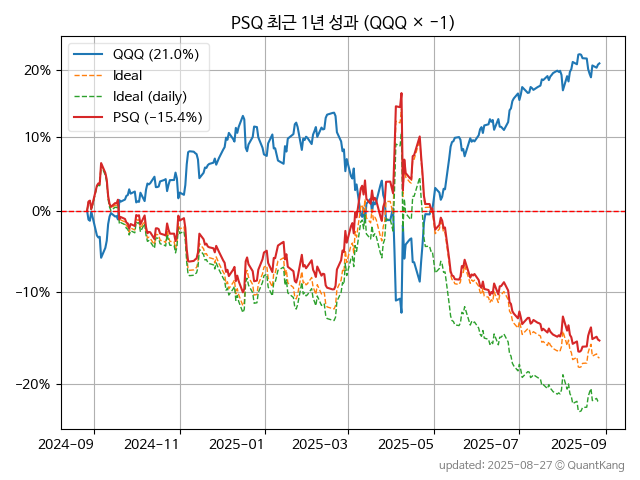 PSQ 최근 1년 성과 (QQQ × −1)
QQQ (21.0%)
Ideal
Ideal (daily)
PSQ (−15.4%)
20%
10%
0%
−10%
−20%
2024-09
2024-11
2025-01
2025-03
2025-05
2025-07
2025-09
updated: 2025-08-27 © QuantKang